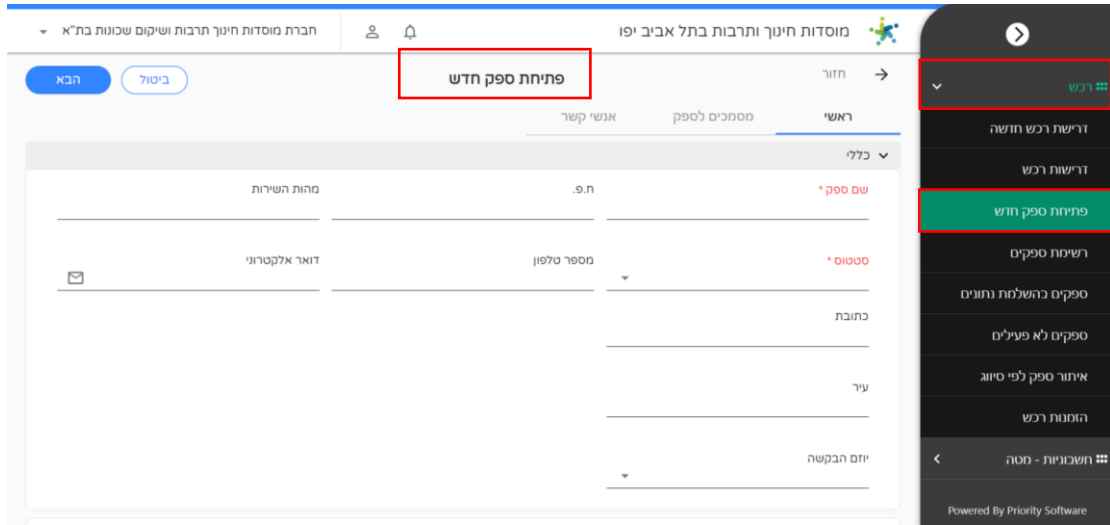 מוסדות חינוך ותרבות בתל אביב יפו
חברת מוסדות חינוך תרבות ושיקום שכונות בת"א
חזור
פתיחת ספק חדש
ביטול
הבא
ראשי
מסמכים לספק
אנשי קשר
כללי
שם ספק *
ח.פ.
מהות השירות
סטטוס *
מספר טלפון
דואר אלקטרוני
כתובת
עיר
יוזם הבקשה
רכש
דרישת רכש חדשה
דרישות רכש
פתיחת ספק חדש
רשימת ספקים
ספקים בהשלמת נתונים
ספקים לא פעילים
איתור ספק לפי סיווג
הזמנות רכש
חשבוניות - מטה
Powered By Priority Software